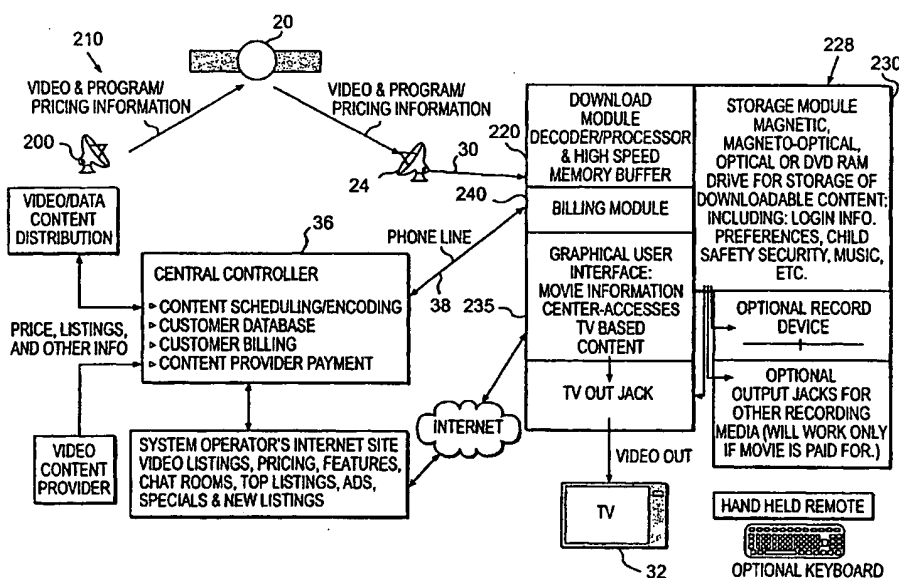 210
20
VIDEO & PROGRAM/
PRICING INFORMATION
VIDEO & PROGRAM/
PRICING INFORMATION
200
24
30
VIDEO/DATA
CONTENT
DISTRIBUTION
36
CENTRAL CONTROLLER
▹ CONTENT SCHEDULING/ENCODING
▹ CUSTOMER DATABASE
▹ CUSTOMER BILLING
▹ CONTENT PROVIDER PAYMENT
PRICE, LISTINGS,
AND OTHER INFO
VIDEO
CONTENT
PROVIDER
SYSTEM OPERATOR'S INTERNET SITE
VIDEO LISTINGS, PRICING, FEATURES,
CHAT ROOMS, TOP LISTINGS, ADS,
SPECIALS & NEW LISTINGS
PHONE LINE
38
INTERNET
220
240
235
DOWNLOAD
MODULE
DECODER/PROCESSOR
& HIGH SPEED
MEMORY BUFFER
BILLING MODULE
GRAPHICAL USER
INTERFACE:
MOVIE INFORMATION
CENTER-ACCESSES
TV BASED
CONTENT
TV OUT JACK
VIDEO OUT
TV
32
228
230
STORAGE MODULE
MAGNETIC,
MAGNETO-OPTICAL,
OPTICAL OR DVD RAM
DRIVE FOR STORAGE OF
DOWNLOADABLE CONTENT:
INCLUDING: LOGIN INFO.
PREFERENCES, CHILD
SAFETY SECURITY, MUSIC,
ETC.
OPTIONAL RECORD
DEVICE
OPTIONAL
OUTPUT JACKS FOR
OTHER RECORDING
MEDIA (WILL WORK ONLY
IF MOVIE IS PAID FOR.)
HAND HELD REMOTE
OPTIONAL KEYBOARD